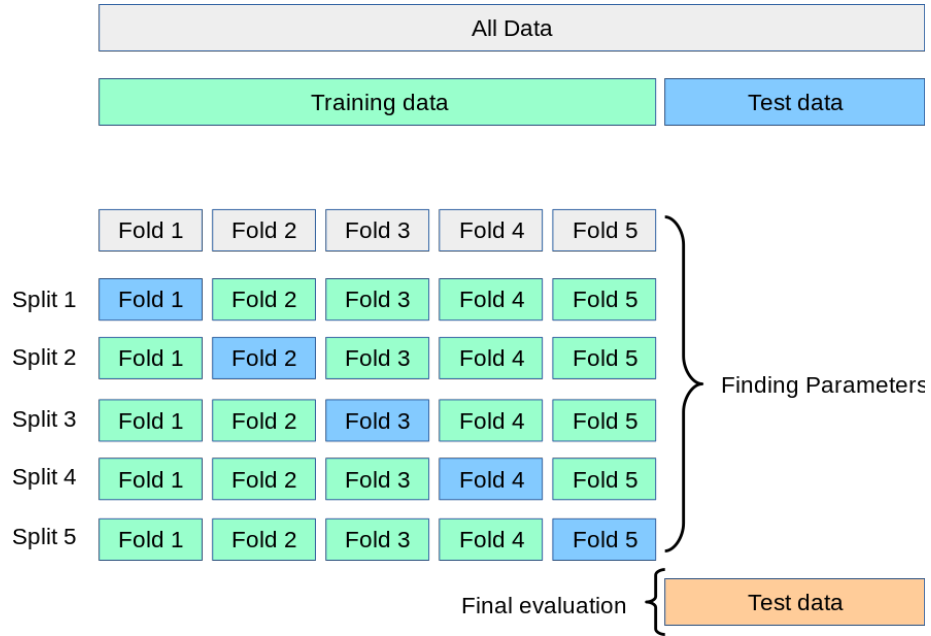 All Data
Training data Test data
Fold 1 Fold 2 Fold 3 Fold 4 Fold 5
Split 1 Fold 1 Fold 2 Fold 3 Fold 4 Fold 5
Split 2 Fold 1 Fold 2 Fold 3 Fold 4 Fold 5
Finding Parameters
Split 3 Fold 1 Fold 2 Fold 3 Fold 4 Fold 5
Split 4 Fold 1 Fold 2 Fold 3 Fold 4 Fold 5
Split 5 Fold 1 Fold 2 Fold 3 Fold 4 Fold 5
Final evaluation Test data